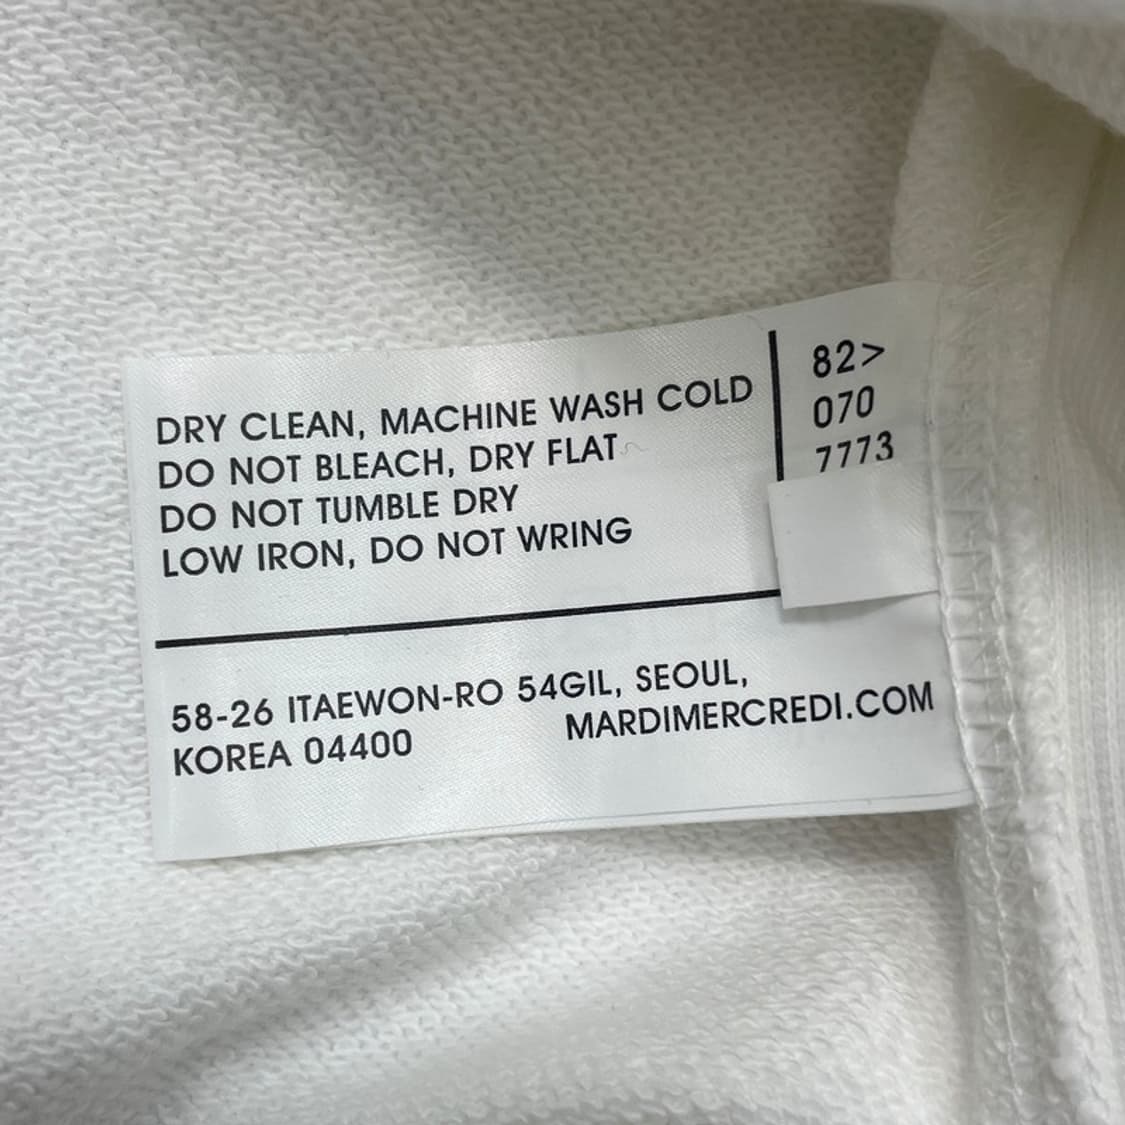 DRY CLEAN, MACHINE WASH COLD
DO NOT BLEACH, DRY FLAT
DO NOT TUMBLE DRY
LOW IRON, DO NOT WRING
82>
070
7773
58-26 ITAEWON-RO 54GIL, SEOUL,
KOREA 04400
MARDIMERCREDI.COM